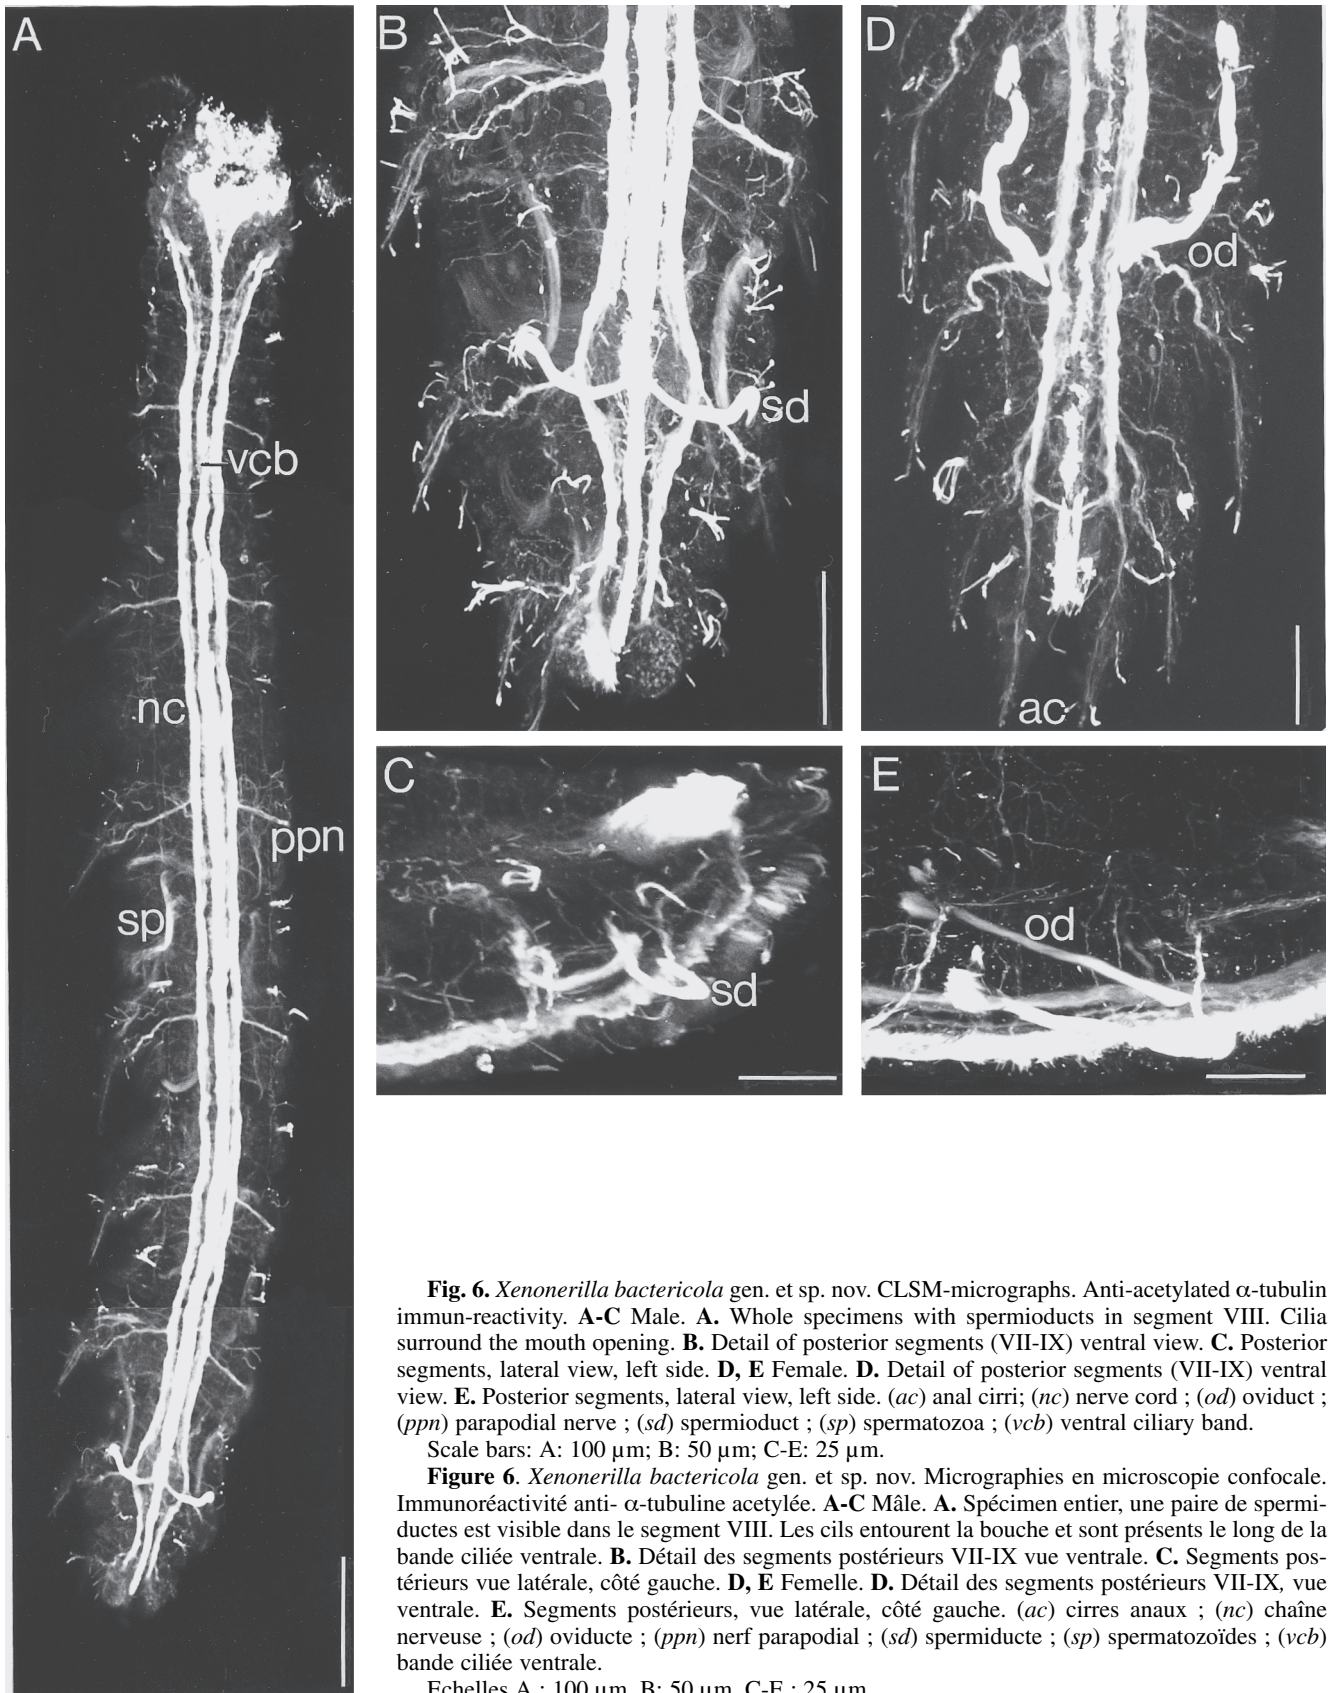 A
B
D
vcb
nc
ppn
sp
sd
od
ac
C
E
sd
od
Fig. 6. Xenonerilla bactericola gen. et sp. nov. CLSM-micrographs. Anti-acetylated α-tubulin
immun-reactivity. A-C Male. A. Whole specimens with spermioducts in segment VIII. Cilia
surround the mouth opening. B. Detail of posterior segments (VII-IX) ventral view. C. Posterior
segments, lateral view, left side. D, E Female. D. Detail of posterior segments (VII-IX) ventral
view. E. Posterior segments, lateral view, left side. (ac) anal cirri; (nc) nerve cord ; (od) oviduct ;
(ppn) parapodial nerve ; (sd) spermioduct ; (sp) spermatozoa ; (vcb) ventral ciliary band.
Scale bars: A: 100 µm; B: 50 µm; C-E: 25 µm.
Figure 6. Xenonerilla bactericola gen. et sp. nov. Micrographies en microscopie confocale.
Immunoréactivité anti- α-tubuline acetylée. A-C Mâle. A. Spécimen entier, une paire de spermi-
ductes est visible dans le segment VIII. Les cils entourent la bouche et sont présents le long de la
bande ciliée ventrale. B. Détail des segments postérieurs VII-IX vue ventrale. C. Segments pos-
térieurs vue latérale, côté gauche. D, E Femelle. D. Détail des segments postérieurs VII-IX, vue
ventrale. E. Segments postérieurs, vue latérale, côté gauche. (ac) cirres anaux ; (nc) chaîne
nerveuse ; (od) oviducte ; (ppn) nerf parapodial ; (sd) spermiducte ; (sp) spermatozoïdes ; (vcb)
bande ciliée ventrale.
Echelles A : 100 µm, B: 50 µm, C-E : 25 µm